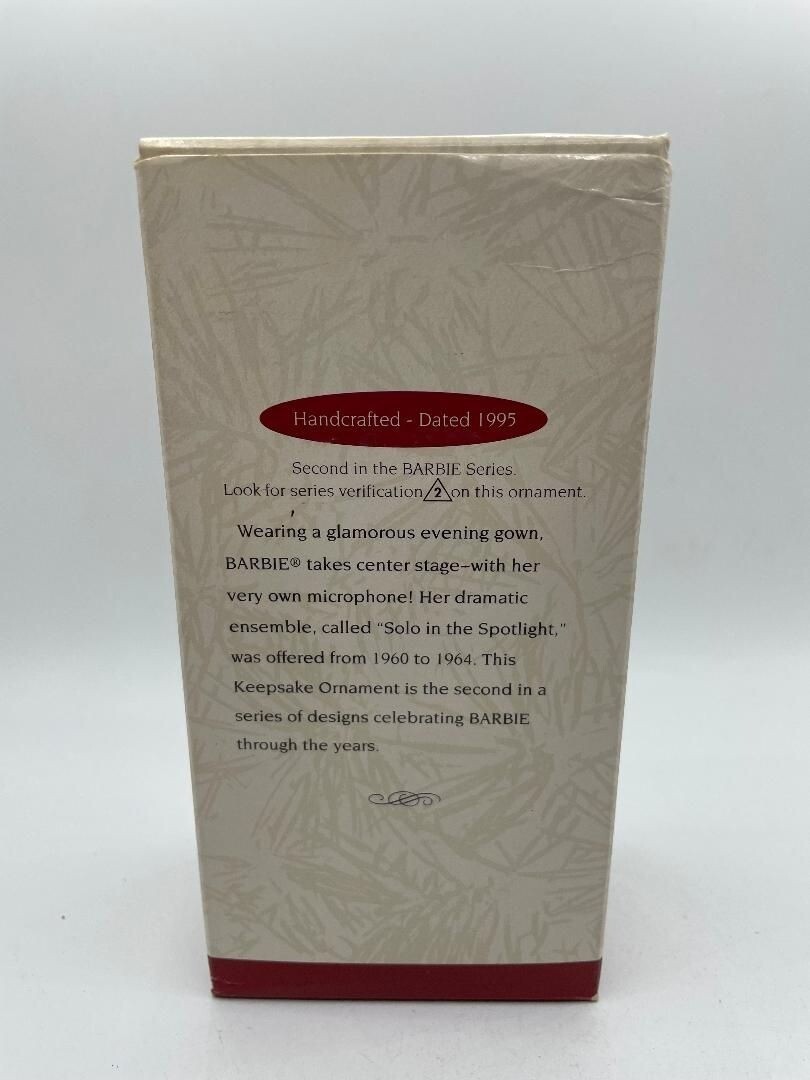 Handcrafted - Dated 1995
Second in the BARBIE Series.
Look for series verification 2 on this ornament.
Wearing a glamorous evening gown,
BARBIE® takes center stage–with her
very own microphone! Her dramatic
ensemble, called "Solo in the Spotlight,"
was offered from 1960 to 1964. This
Keepsake Ornament is the second in a
series of designs celebrating BARBIE
through the years.